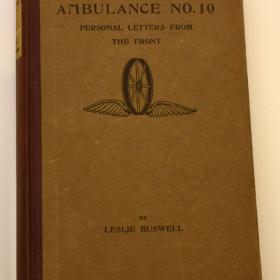 AMBULANCE NO. 10
PERSONAL LETTERS FROM
THE FRONT
BY
LESLIE BUSWELL